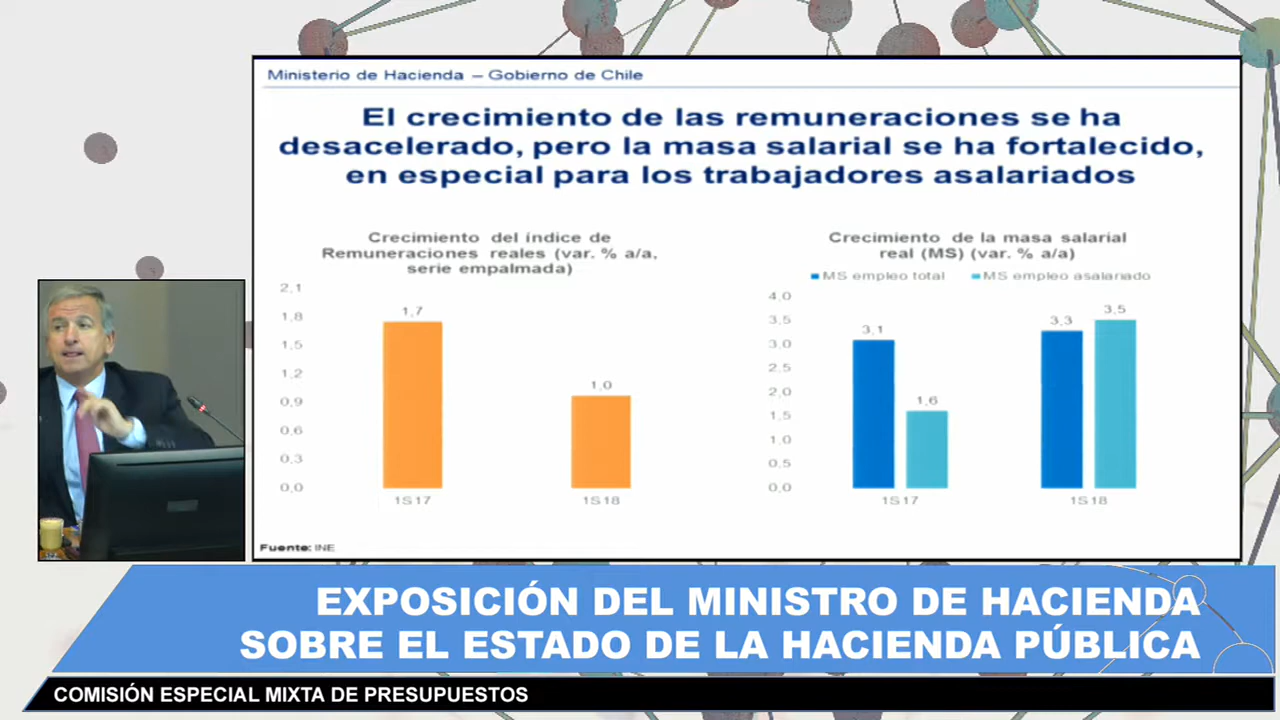 Ministerio de Hacienda – Gobierno de Chile
El crecimiento de las remuneraciones se ha
desacelerado, pero la masa salarial se ha fortalecido,
en especial para los trabajadores asalariados
Crecimiento del índice de
Remuneraciones reales (var. % a/a,
serie empalmada)
2,1
1,8
1,5
1,2
0,9
0,6
0,3
0,0
1,7
1,0
1S17
1S18
Crecimiento de la masa salarial
real (MS) (var. % a/a)
MS empleo total
MS empleo asalariado
4,0
3,5
3,0
2,5
2,0
1,5
1,0
0,5
0,0
3,1
1,6
3,3
3,5
1S17
1S18
Fuente: INE
EXPOSICIÓN DEL MINISTRO DE HACIENDA
SOBRE EL ESTADO DE LA HACIENDA PÚBLICA
COMISIÓN ESPECIAL MIXTA DE PRESUPUESTOS